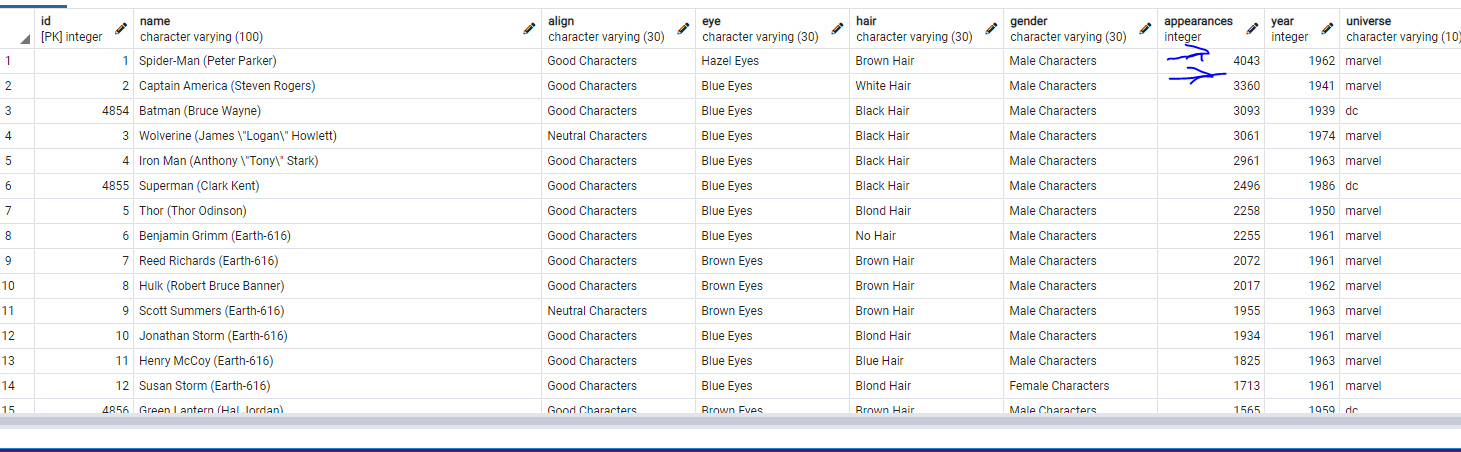 id name align eye hair gender appearances year universe
[PK] integer character varying (100) character varying (30) character varying (30) character varying (30) character varying (30) integer integer character varying (10)
1 1 Spider-Man (Peter Parker) Good Characters Hazel Eyes Brown Hair Male Characters 4043 1962 marvel
2 2 Captain America (Steven Rogers) Good Characters Blue Eyes White Hair Male Characters 3360 1941 marvel
3 4854 Batman (Bruce Wayne) Good Characters Blue Eyes Black Hair Male Characters 3093 1939 dc
4 3 Wolverine (James \"Logan\" Howlett) Neutral Characters Blue Eyes Black Hair Male Characters 3061 1974 marvel
5 4 Iron Man (Anthony \"Tony\" Stark) Good Characters Blue Eyes Black Hair Male Characters 2961 1963 marvel
6 4855 Superman (Clark Kent) Good Characters Blue Eyes Black Hair Male Characters 2496 1986 dc
7 5 Thor (Thor Odinson) Good Characters Blue Eyes Blond Hair Male Characters 2258 1950 marvel
8 6 Benjamin Grimm (Earth-616) Good Characters Blue Eyes No Hair Male Characters 2255 1961 marvel
9 7 Reed Richards (Earth-616) Good Characters Brown Eyes Brown Hair Male Characters 2072 1961 marvel
10 8 Hulk (Robert Bruce Banner) Good Characters Brown Eyes Brown Hair Male Characters 2017 1962 marvel
11 9 Scott Summers (Earth-616) Neutral Characters Brown Eyes Brown Hair Male Characters 1955 1963 marvel
12 10 Jonathan Storm (Earth-616) Good Characters Blue Eyes Blond Hair Male Characters 1934 1961 marvel
13 11 Henry McCoy (Earth-616) Good Characters Blue Eyes Blue Hair Male Characters 1825 1963 marvel
14 12 Susan Storm (Earth-616) Good Characters Blue Eyes Blond Hair Female Characters 1713 1961 marvel
15 4856 Green Lantern (Hal Jordan) Good Characters Brown Eyes Brown Hair Male Characters 1565 1959 dc